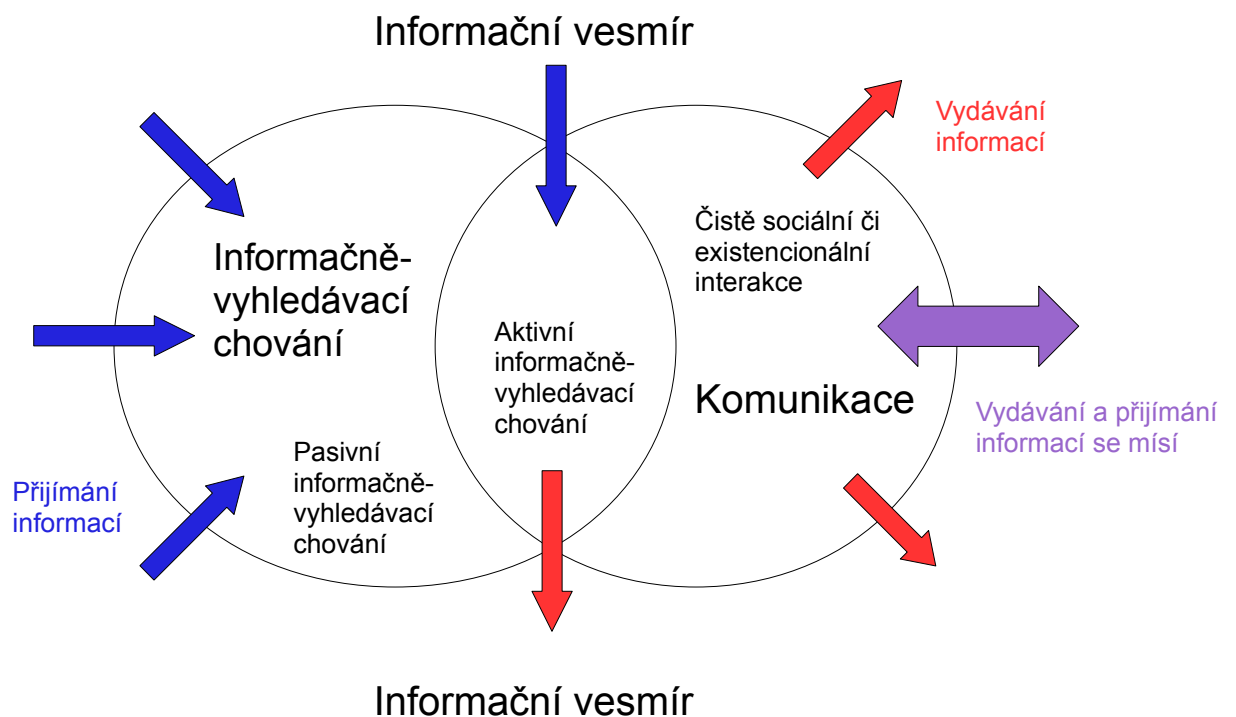 Informační vesmír
Vydávání
informací
Čistě sociální či
existencionální
interakce
Informačně-
vyhledávací
chování
Aktivní
informačně-
vyhledávací
chování
Komunikace
Vydávání a přijímání
informací se mísí
Pasivní
informačně-
vyhledávací
chování
Přijímání
informací
Informační vesmír